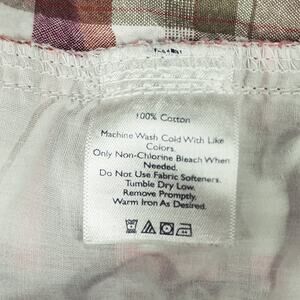 100% Cotton
Machine Wash Cold With Like
Colors.
Only Non-Chlorine Bleach When
Needed.
Do Not Use Fabric Softeners.
Tumble Dry Low.
Remove Promptly.
Warm Iron As Desired.